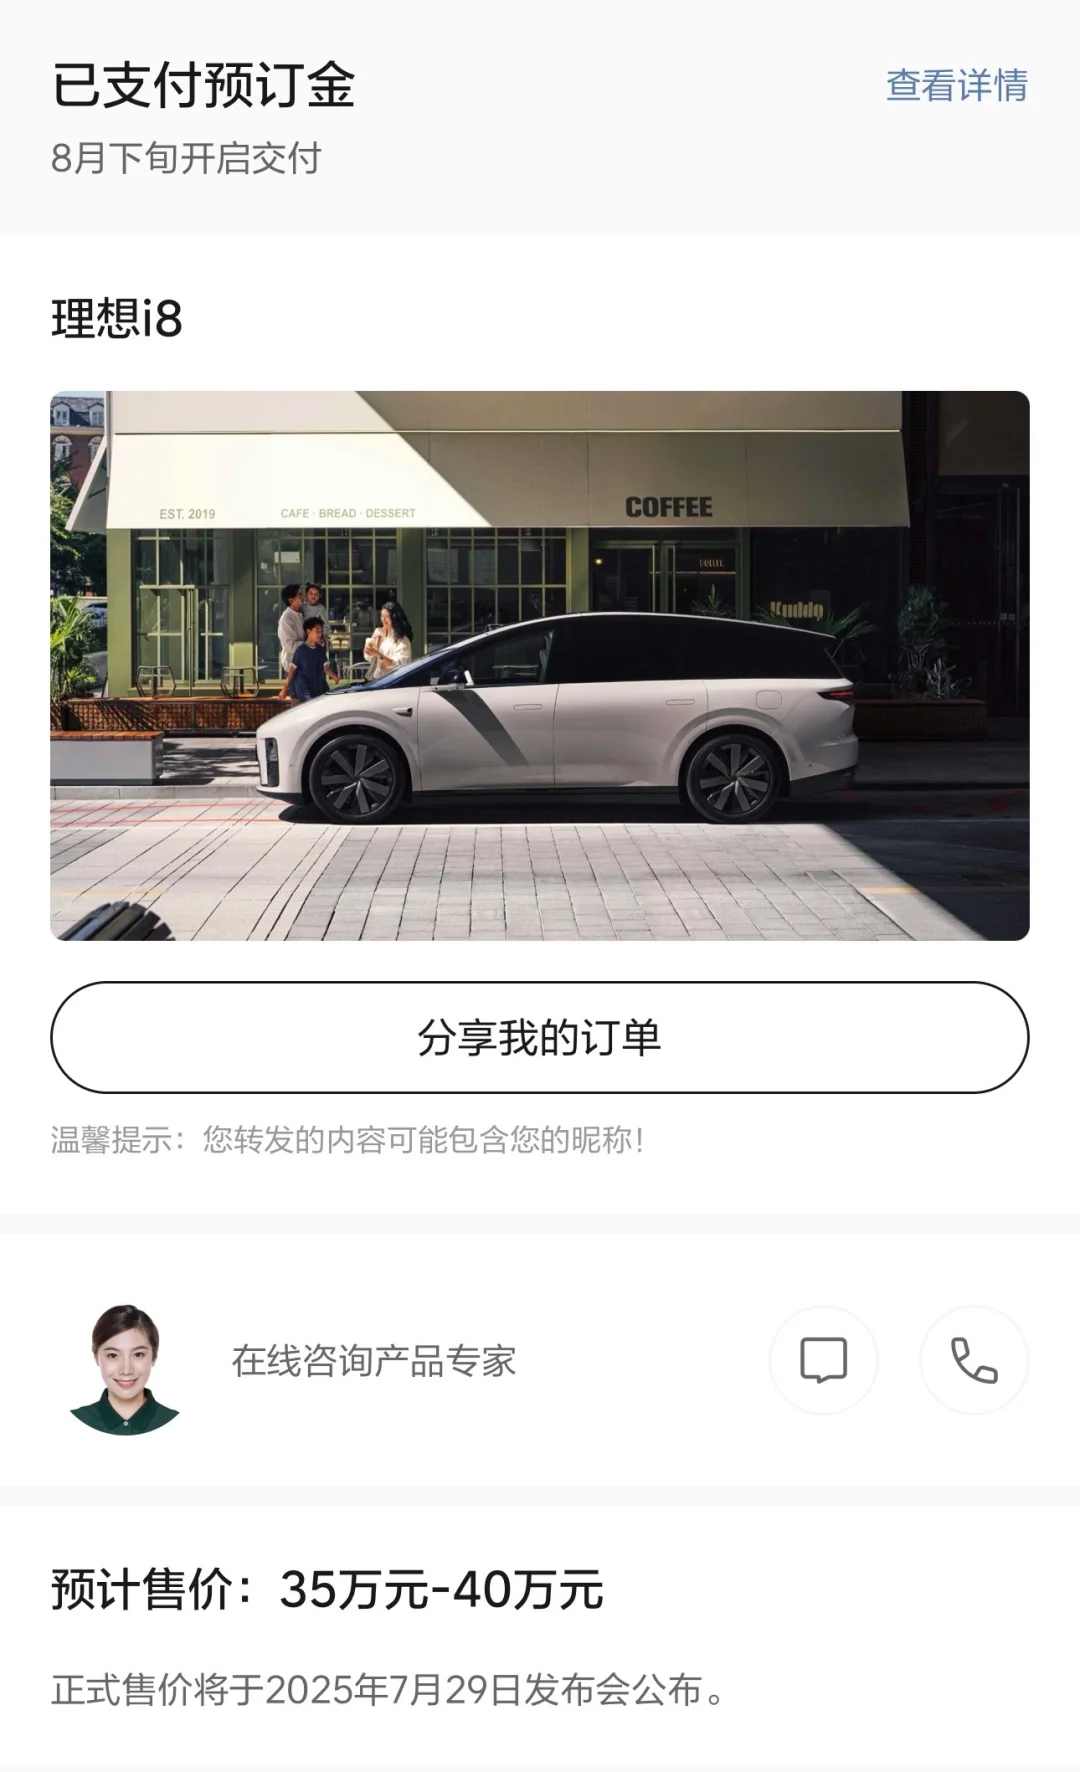 已支付预订金
查看详情
8月下旬开启交付
理想i8
EST. 2019
CAFE · BREAD · DESSERT
COFFEE
COFFEE
Kuddo
分享我的订单
温馨提示：您转发的内容可能包含您的昵称！
在线咨询产品专家
预计售价：35万元-40万元
正式售价将于2025年7月29日发布会公布。